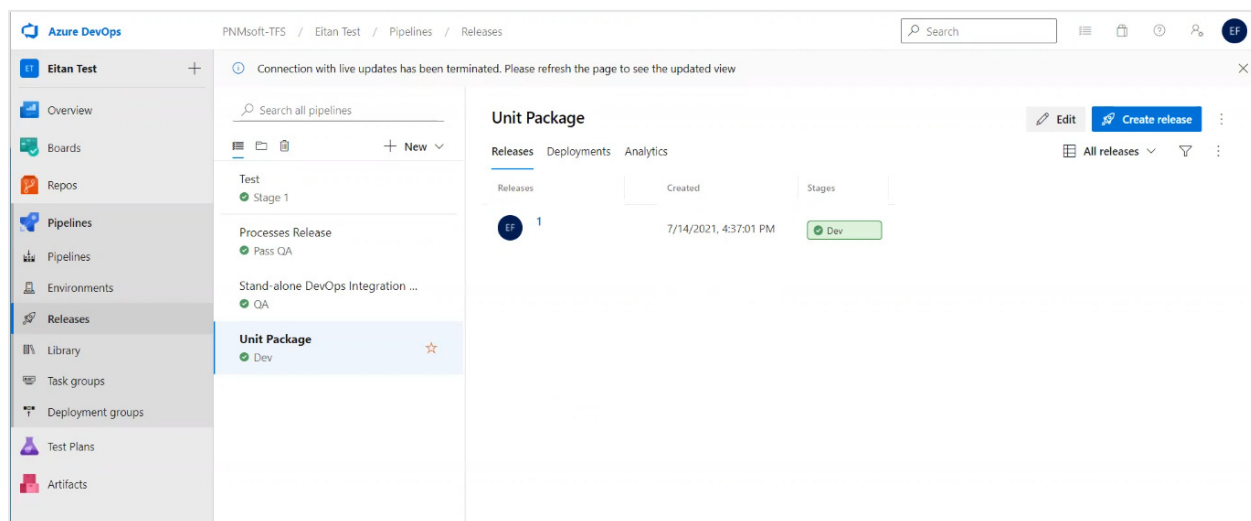 Azure DevOps
PNMsoft-TFS / Eitan Test / Pipelines / Releases
Search
EF
ET Eitan Test
Connection with live updates has been terminated. Please refresh the page to see the updated view
Overview
Boards
Repos
Pipelines
Pipelines
Environments
Releases
Library
Task groups
Deployment groups
Test Plans
Artifacts
Search all pipelines
New
Test
Stage 1
Processes Release
Pass QA
Stand-alone DevOps Integration ...
QA
Unit Package
Dev
Unit Package
Edit
Create release
Releases Deployments Analytics
All releases
Releases Created Stages
EF 1 7/14/2021, 4:37:01 PM Dev